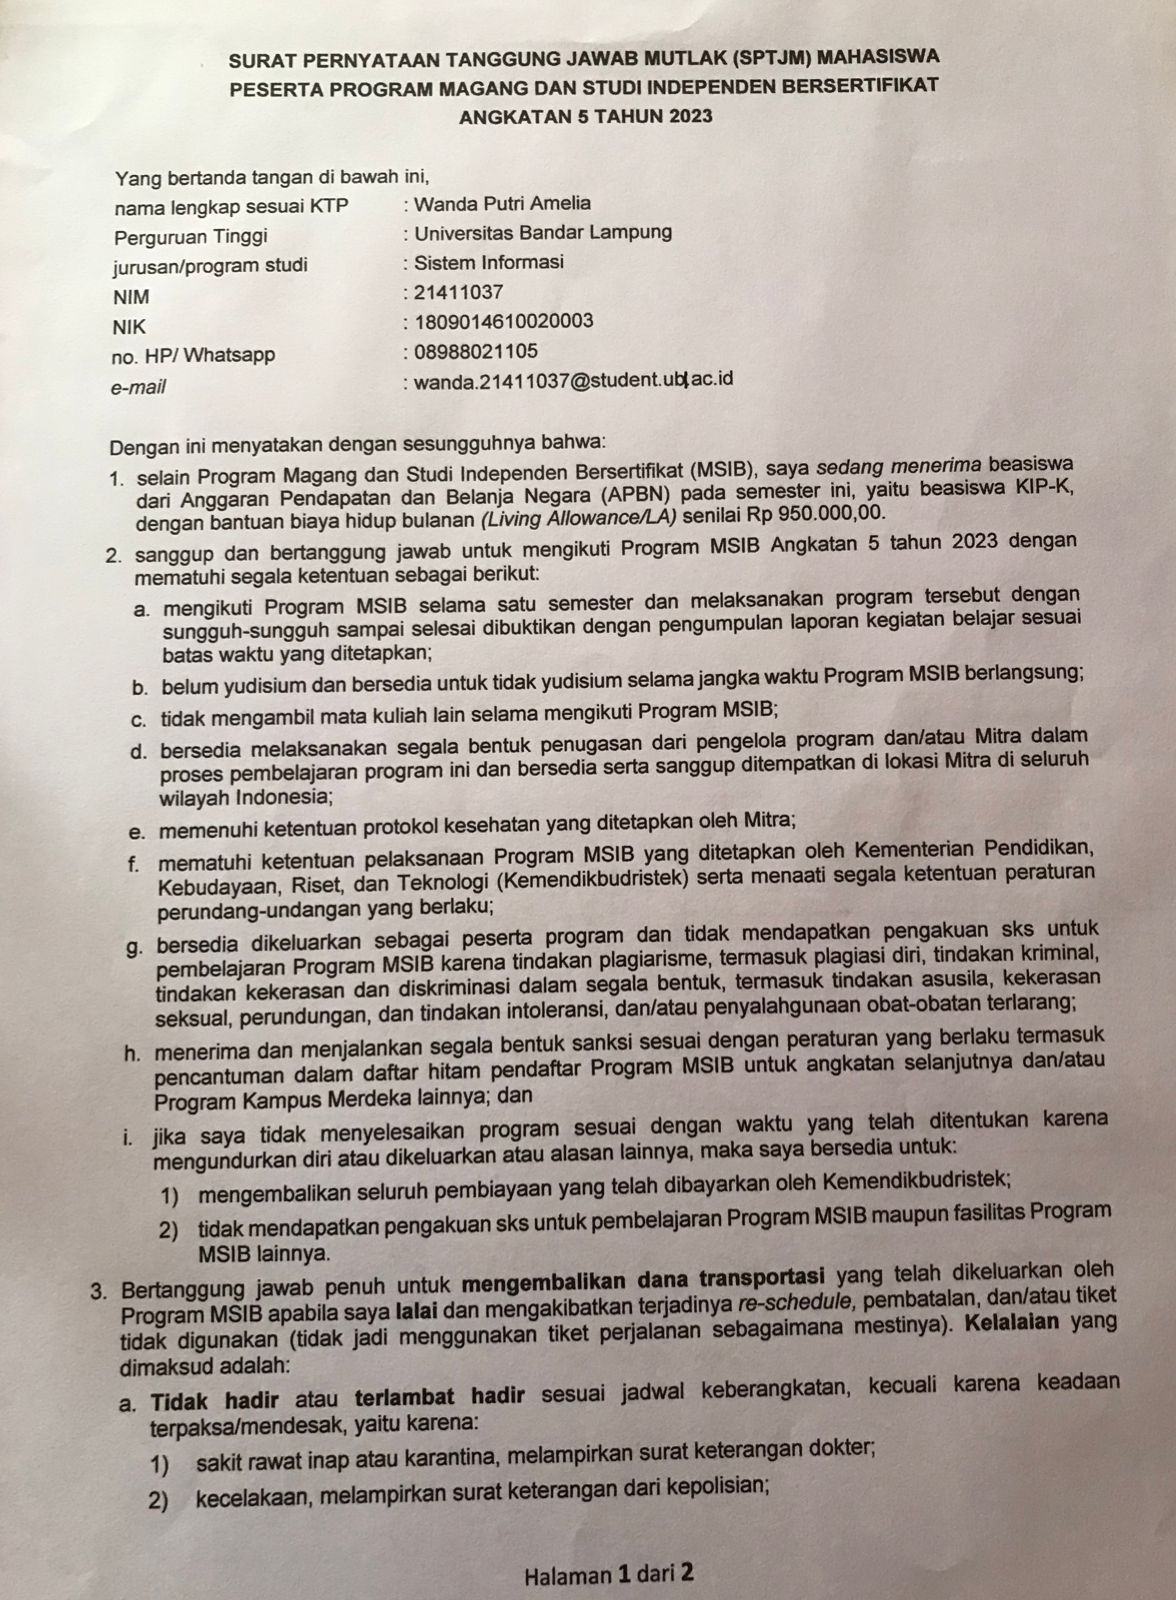 SURAT PERNYATAAN TANGGUNG JAWAB MUTLAK (SPTJM) MAHASISWA
PESERTA PROGRAM MAGANG DAN STUDI INDEPENDEN BERSERTIFIKAT
ANGKATAN 5 TAHUN 2023
Yang bertanda tangan di bawah ini,
nama lengkap sesuai KTP : Wanda Putri Amelia
Perguruan Tinggi : Universitas Bandar Lampung
jurusan/program studi : Sistem Informasi
NIM : 21411037
NIK : 1809014610020003
no. HP/ Whatsapp : 08988021105
e-mail : wanda.21411037@student.ubl.ac.id
Dengan ini menyatakan dengan sesungguhnya bahwa:
1. selain Program Magang dan Studi Independen Bersertifikat (MSIB), saya sedang menerima beasiswa
dari Anggaran Pendapatan dan Belanja Negara (APBN) pada semester ini, yaitu beasiswa KIP-K,
dengan bantuan biaya hidup bulanan (Living Allowance/LA) senilai Rp 950.000,00.
2. sanggup dan bertanggung jawab untuk mengikuti Program MSIB Angkatan 5 tahun 2023 dengan
mematuhi segala ketentuan sebagai berikut:
a. mengikuti Program MSIB selama satu semester dan melaksanakan program tersebut dengan
sungguh-sungguh sampai selesai dibuktikan dengan pengumpulan laporan kegiatan belajar sesuai
batas waktu yang ditetapkan;
b. belum yudisium dan bersedia untuk tidak yudisium selama jangka waktu Program MSIB berlangsung;
c. tidak mengambil mata kuliah lain selama mengikuti Program MSIB;
d. bersedia melaksanakan segala bentuk penugasan dari pengelola program dan/atau Mitra dalam
proses pembelajaran program ini dan bersedia serta sanggup ditempatkan di lokasi Mitra di seluruh
wilayah Indonesia;
e. memenuhi ketentuan protokol kesehatan yang ditetapkan oleh Mitra;
f. mematuhi ketentuan pelaksanaan Program MSIB yang ditetapkan oleh Kementerian Pendidikan,
Kebudayaan, Riset, dan Teknologi (Kemendikbudristek) serta menaati segala ketentuan peraturan
perundang-undangan yang berlaku;
g. bersedia dikeluarkan sebagai peserta program dan tidak mendapatkan pengakuan sks untuk
pembelajaran Program MSIB karena tindakan plagiarisme, termasuk plagiasi diri, tindakan kriminal,
tindakan kekerasan dan diskriminasi dalam segala bentuk, termasuk tindakan asusila, kekerasan
seksual, perundungan, dan tindakan intoleransi, dan/atau penyalahgunaan obat-obatan terlarang;
h. menerima dan menjalankan segala bentuk sanksi sesuai dengan peraturan yang berlaku termasuk
pencantuman dalam daftar hitam pendaftar Program MSIB untuk angkatan selanjutnya dan/atau
Program Kampus Merdeka lainnya; dan
i. jika saya tidak menyelesaikan program sesuai dengan waktu yang telah ditentukan karena
mengundurkan diri atau dikeluarkan atau alasan lainnya, maka saya bersedia untuk:
1) mengembalikan seluruh pembiayaan yang telah dibayarkan oleh Kemendikbudristek;
2) tidak mendapatkan pengakuan sks untuk pembelajaran Program MSIB maupun fasilitas Program
MSIB lainnya.
3. Bertanggung jawab penuh untuk mengembalikan dana transportasi yang telah dikeluarkan oleh
Program MSIB apabila saya lalai dan mengakibatkan terjadinya re-schedule, pembatalan, dan/atau tiket
tidak digunakan (tidak jadi menggunakan tiket perjalanan sebagaimana mestinya). Kelalaian yang
dimaksud adalah:
a. Tidak hadir atau terlambat hadir sesuai jadwal keberangkatan, kecuali karena keadaan
terpaksa/mendesak, yaitu karena:
1) sakit rawat inap atau karantina, melampirkan surat keterangan dokter;
2) kecelakaan, melampirkan surat keterangan dari kepolisian;
Halaman 1 dari 2